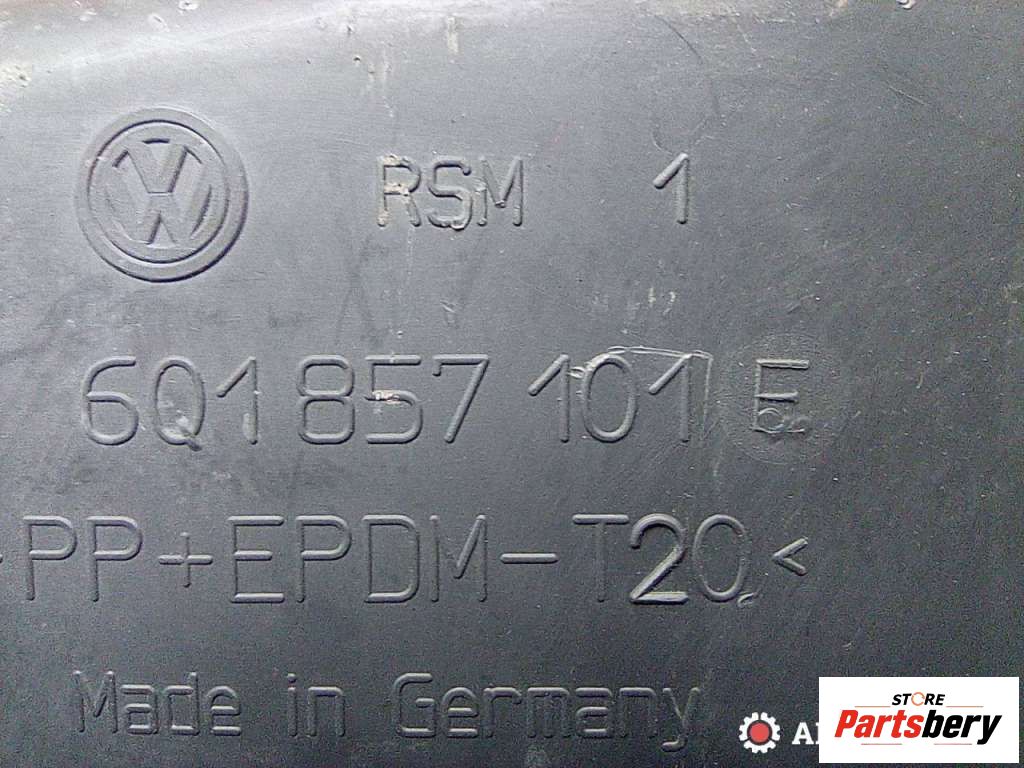 RSM 1
6Q1 857 101 E
>PP+EPDM-T20<
Made in Germany
STORE
Partsbery